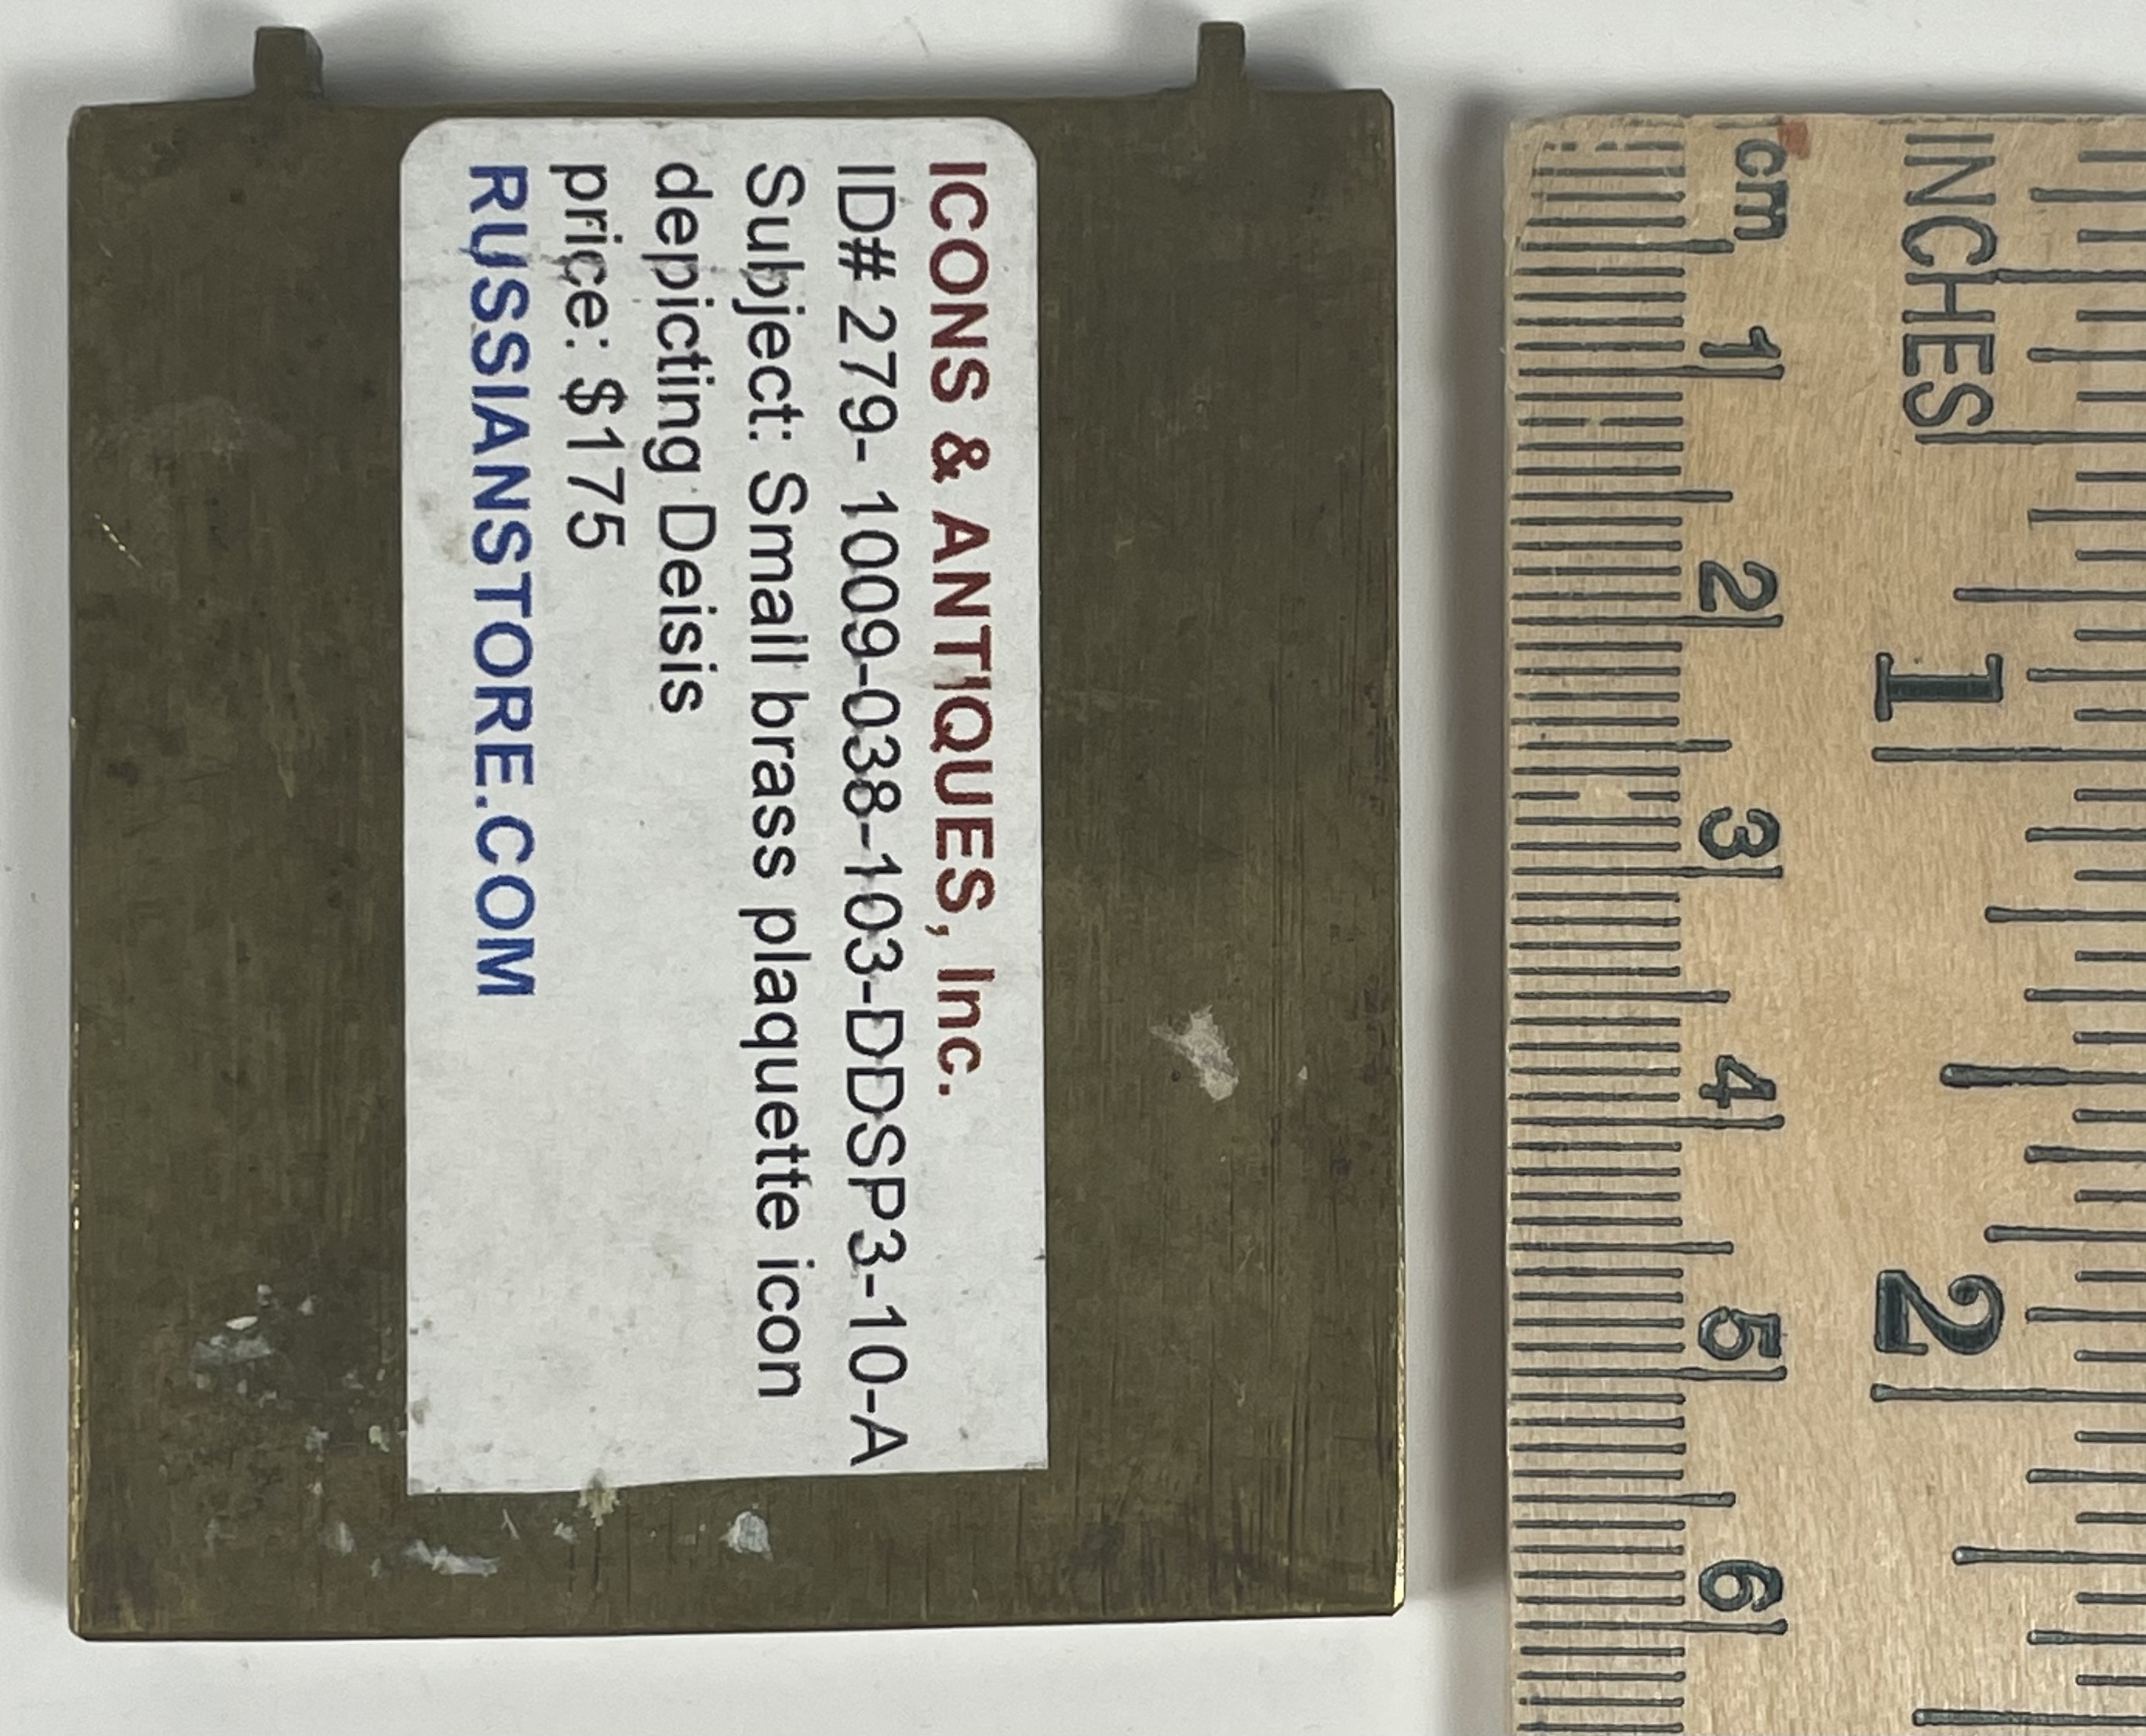 ICONS & ANTIQUES, Inc.
ID# 279- 1009-038-103-DDSP3-10-A
Subject: Small brass plaquette icon
depicting Deisis
price: $175
RUSSIANSTORE.COM
INCHES
1
2
cm
1
2
3
4
5
6